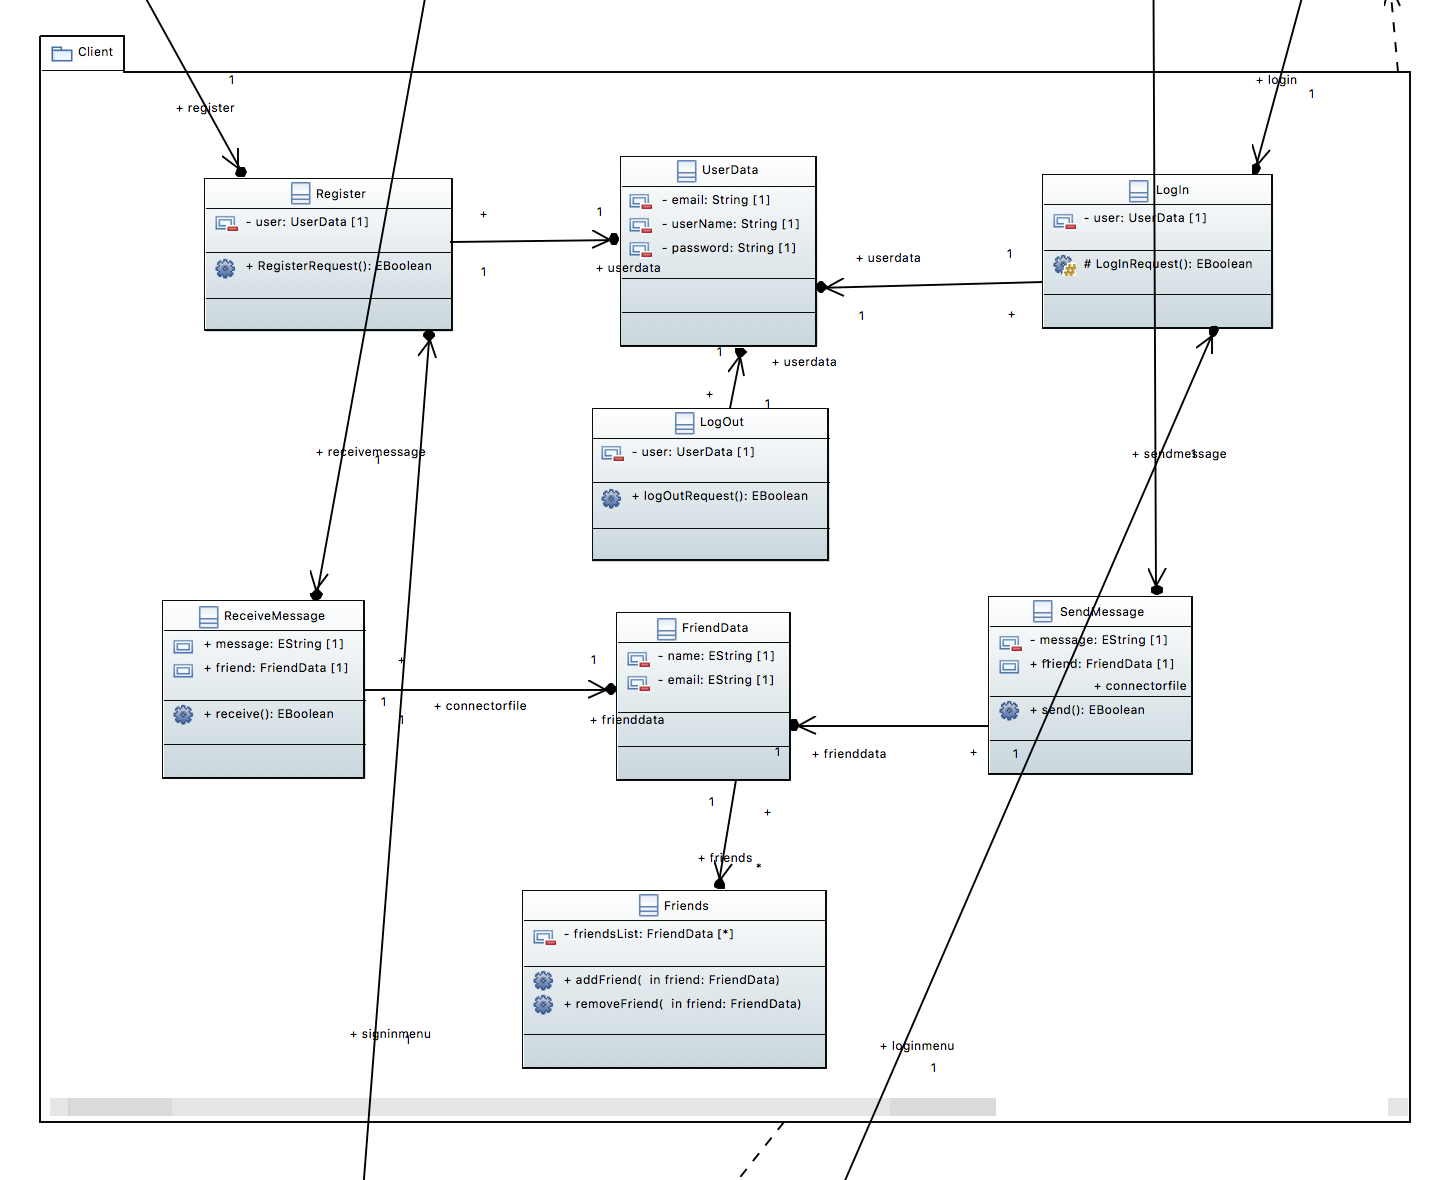 Client
1
+ register
+ login
1
Register
- user: UserData [1]
+ RegisterRequest(): EBoolean
+
1
1
+ userdata
UserData
- email: String [1]
- userName: String [1]
- password: String [1]
+ userdata
1
1
+
LogIn
- user: UserData [1]
# LogInRequest(): EBoolean
1
+ userdata
+
1
LogOut
- user: UserData [1]
+ logOutRequest(): EBoolean
+ receivemessage
1
+ sendmessage
1
ReceiveMessage
+ message: EString [1]
+ friend: FriendData [1]
+ receive(): EBoolean
+
1
1
+ connectorfile
1
+ frienddata
FriendData
- name: EString [1]
- email: EString [1]
1
+ frienddata
+
1
SendMessage
- message: EString [1]
+ friend: FriendData [1]
1
+ connectorfile
+ send(): EBoolean
1
+
+ friends
*
Friends
- friendsList: FriendData [*]
+ addFriend(  in friend: FriendData)
+ removeFriend(  in friend: FriendData)
+ signinmenu
1
+ loginmenu
1